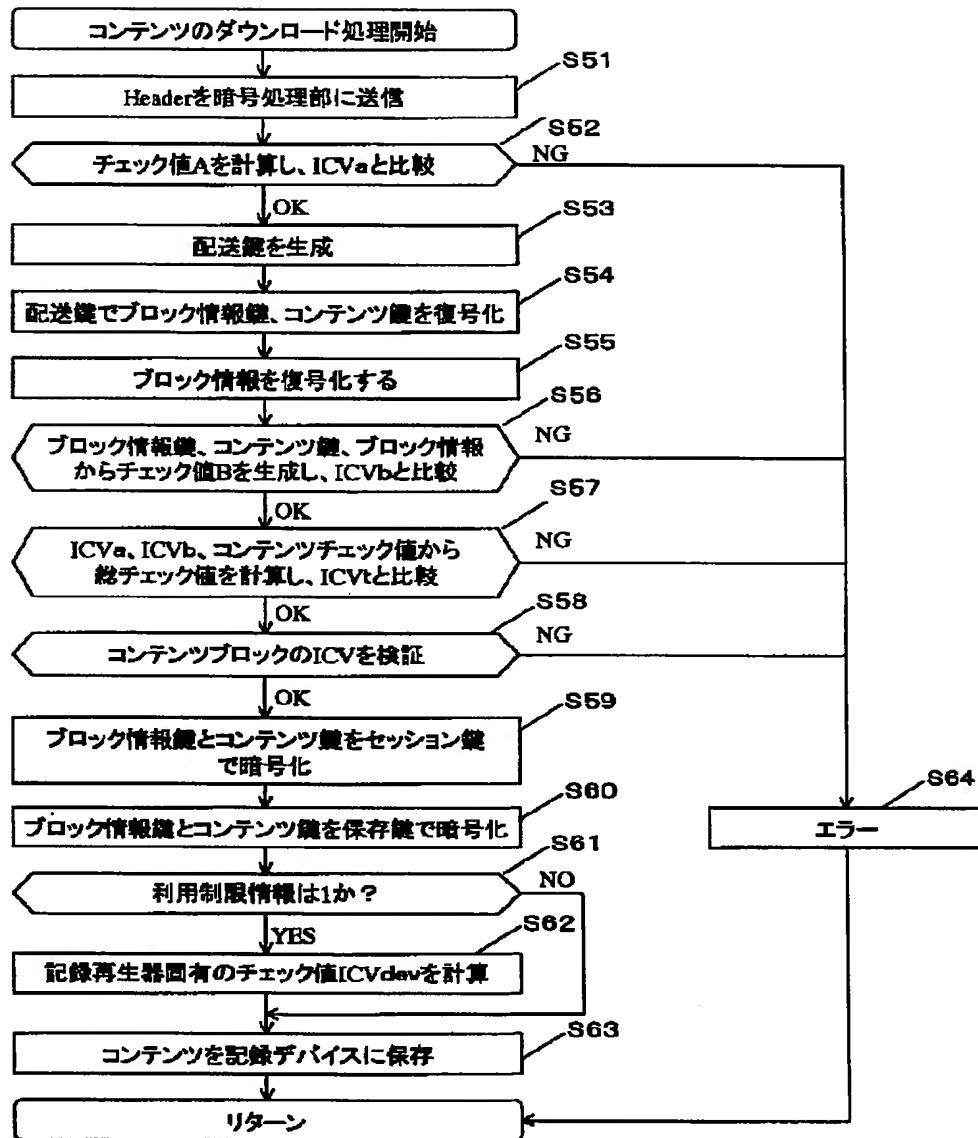 コンテンツのダウンロード処理開始
S51
Headerを暗号処理部に送信
S52
チェック値Aを計算し、ICVaと比較
NG
OK
S53
配送鍵を生成
S54
配送鍵でブロック情報鍵、コンテンツ鍵を復号化
S55
ブロック情報を復号化する
S56
ブロック情報鍵、コンテンツ鍵、ブロック情報
からチェック値Bを生成し、ICVbと比較
NG
OK
S57
ICVa、ICVb、コンテンツチェック値から
総チェック値を計算し、ICVtと比較
NG
OK
S58
コンテンツブロックのICVを検証
NG
OK
S59
ブロック情報鍵とコンテンツ鍵をセッション鍵
で暗号化
S60
ブロック情報鍵とコンテンツ鍵を保存鍵で暗号化
S64
エラー
S61
利用制限情報は1か？
NO
YES
S62
記録再生器固有のチェック値ICVdevを計算
S63
コンテンツを記録デバイスに保存
リターン